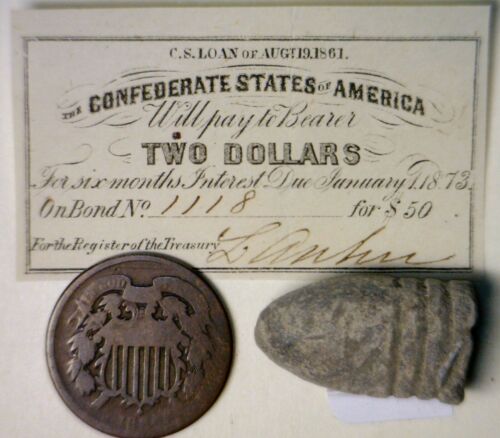 C.S. LOAN OF AUGT. 19. 1861.
THE CONFEDERATE STATES OF AMERICA
Will pay to Bearer
TWO DOLLARS
For six months Interest Due January 1. 1873.
On Bond No. 1118 for $50
For the Register of the Treasury